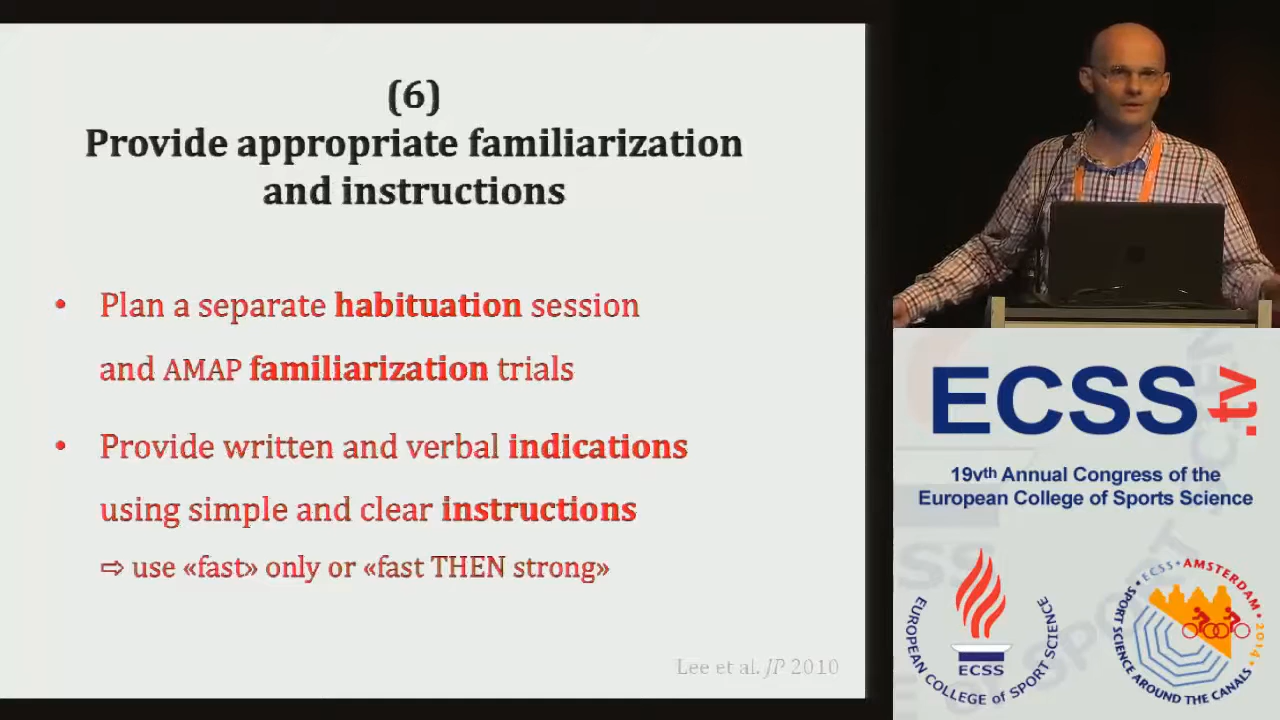 (6)
Provide appropriate familiarization
and instructions
• Plan a separate habituation session
and AMAP familiarization trials
• Provide written and verbal indications
using simple and clear instructions
⇨ use «fast» only or «fast THEN strong»
Lee et al. JP 2010
ECSS.tv
19vth Annual Congress of the
European College of Sports Science
EUROPEAN COLLEGE OF SPORT SCIENCE
ECSS
ECSS • AMSTERDAM 2014 •
SPORT SCIENCE AROUND THE CANALS